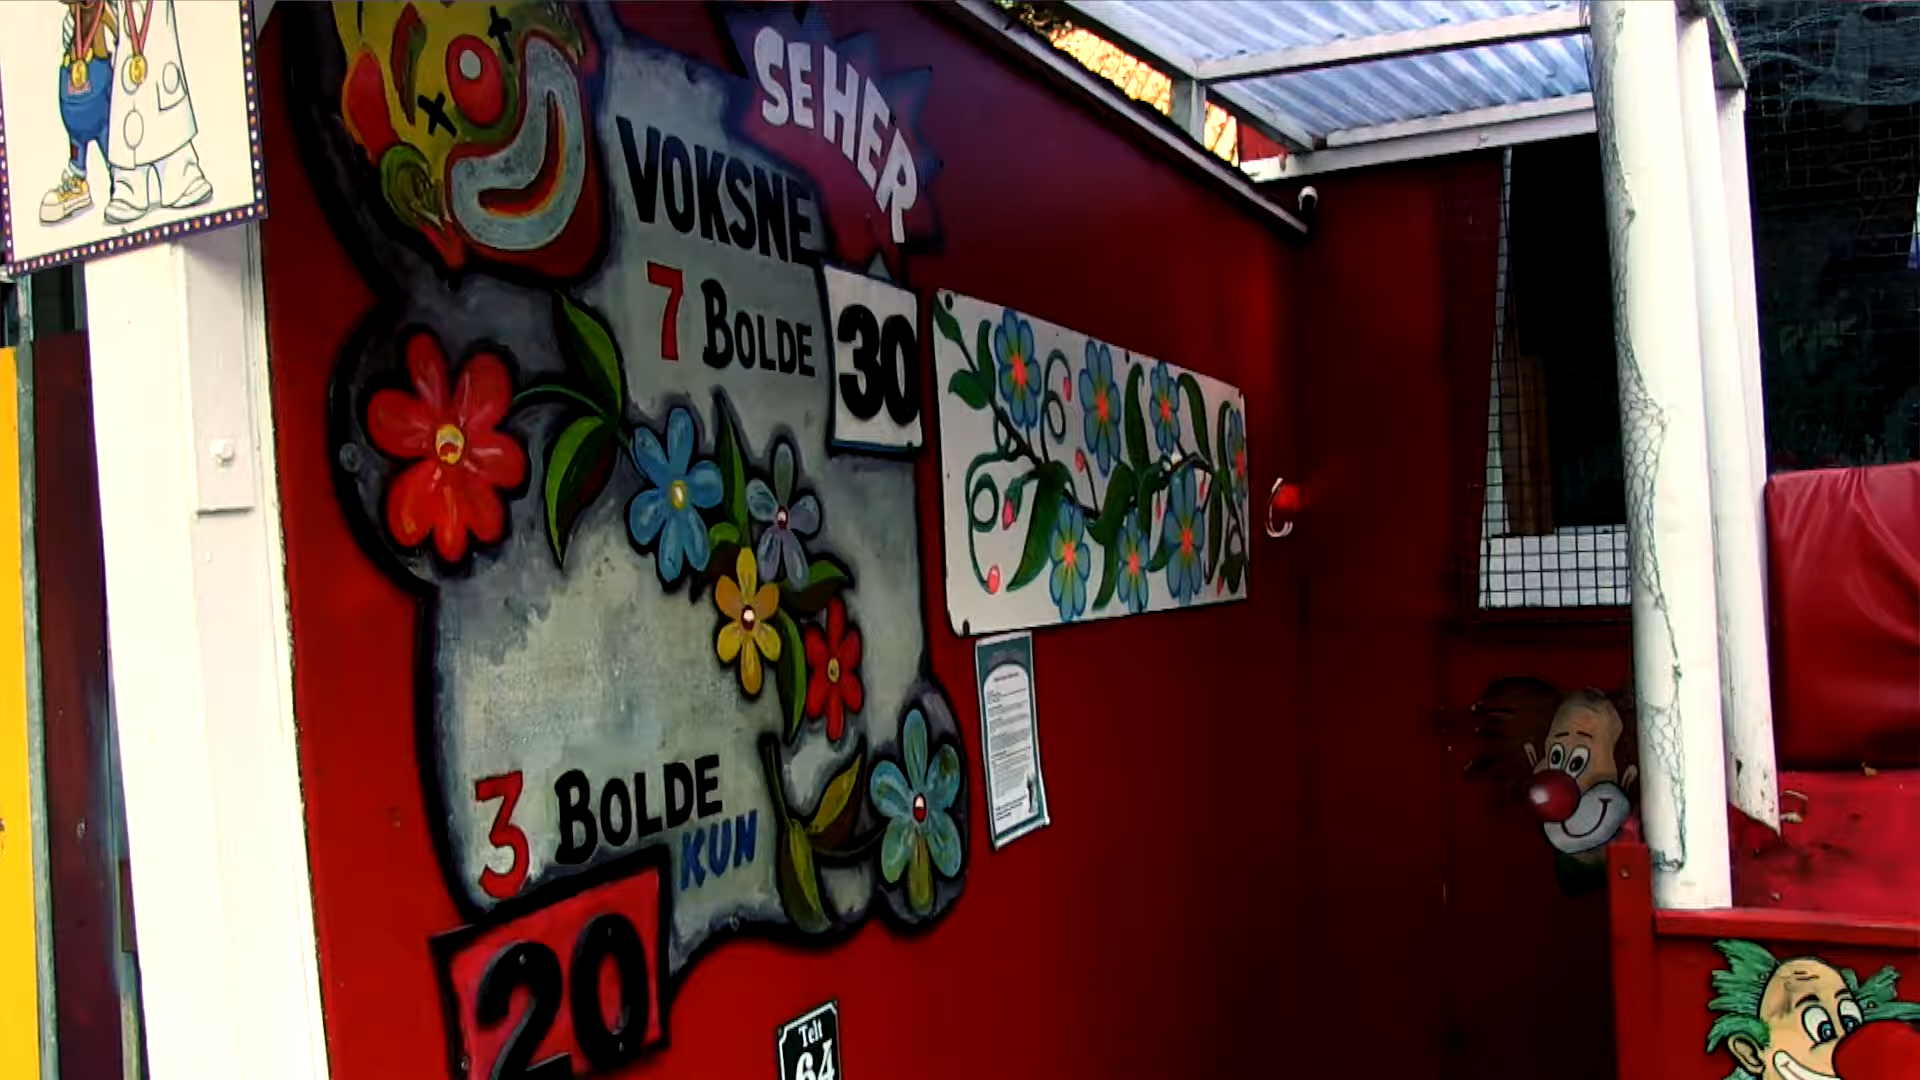 SE HER
VOKSNE
7 BOLDE
30
3 BOLDE
KUN
20
Telt
64